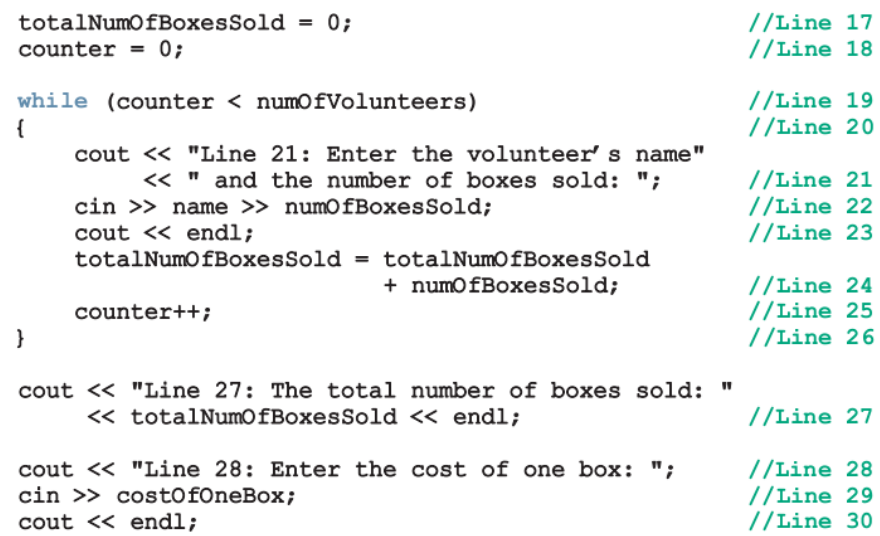 totalNumOfBoxesSold = 0; //Line 17
counter = 0; //Line 18
while (counter < numOfVolunteers) //Line 19
{ //Line 20
cout << "Line 21: Enter the volunteer's name"
<< " and the number of boxes sold: "; //Line 21
cin >> name >> numOfBoxesSold; //Line 22
cout << endl; //Line 23
totalNumOfBoxesSold = totalNumOfBoxesSold
+ numOfBoxesSold; //Line 24
counter++; //Line 25
} //Line 26
cout << "Line 27: The total number of boxes sold: "
<< totalNumOfBoxesSold << endl; //Line 27
cout << "Line 28: Enter the cost of one box: "; //Line 28
cin >> costOfOneBox; //Line 29
cout << endl; //Line 30